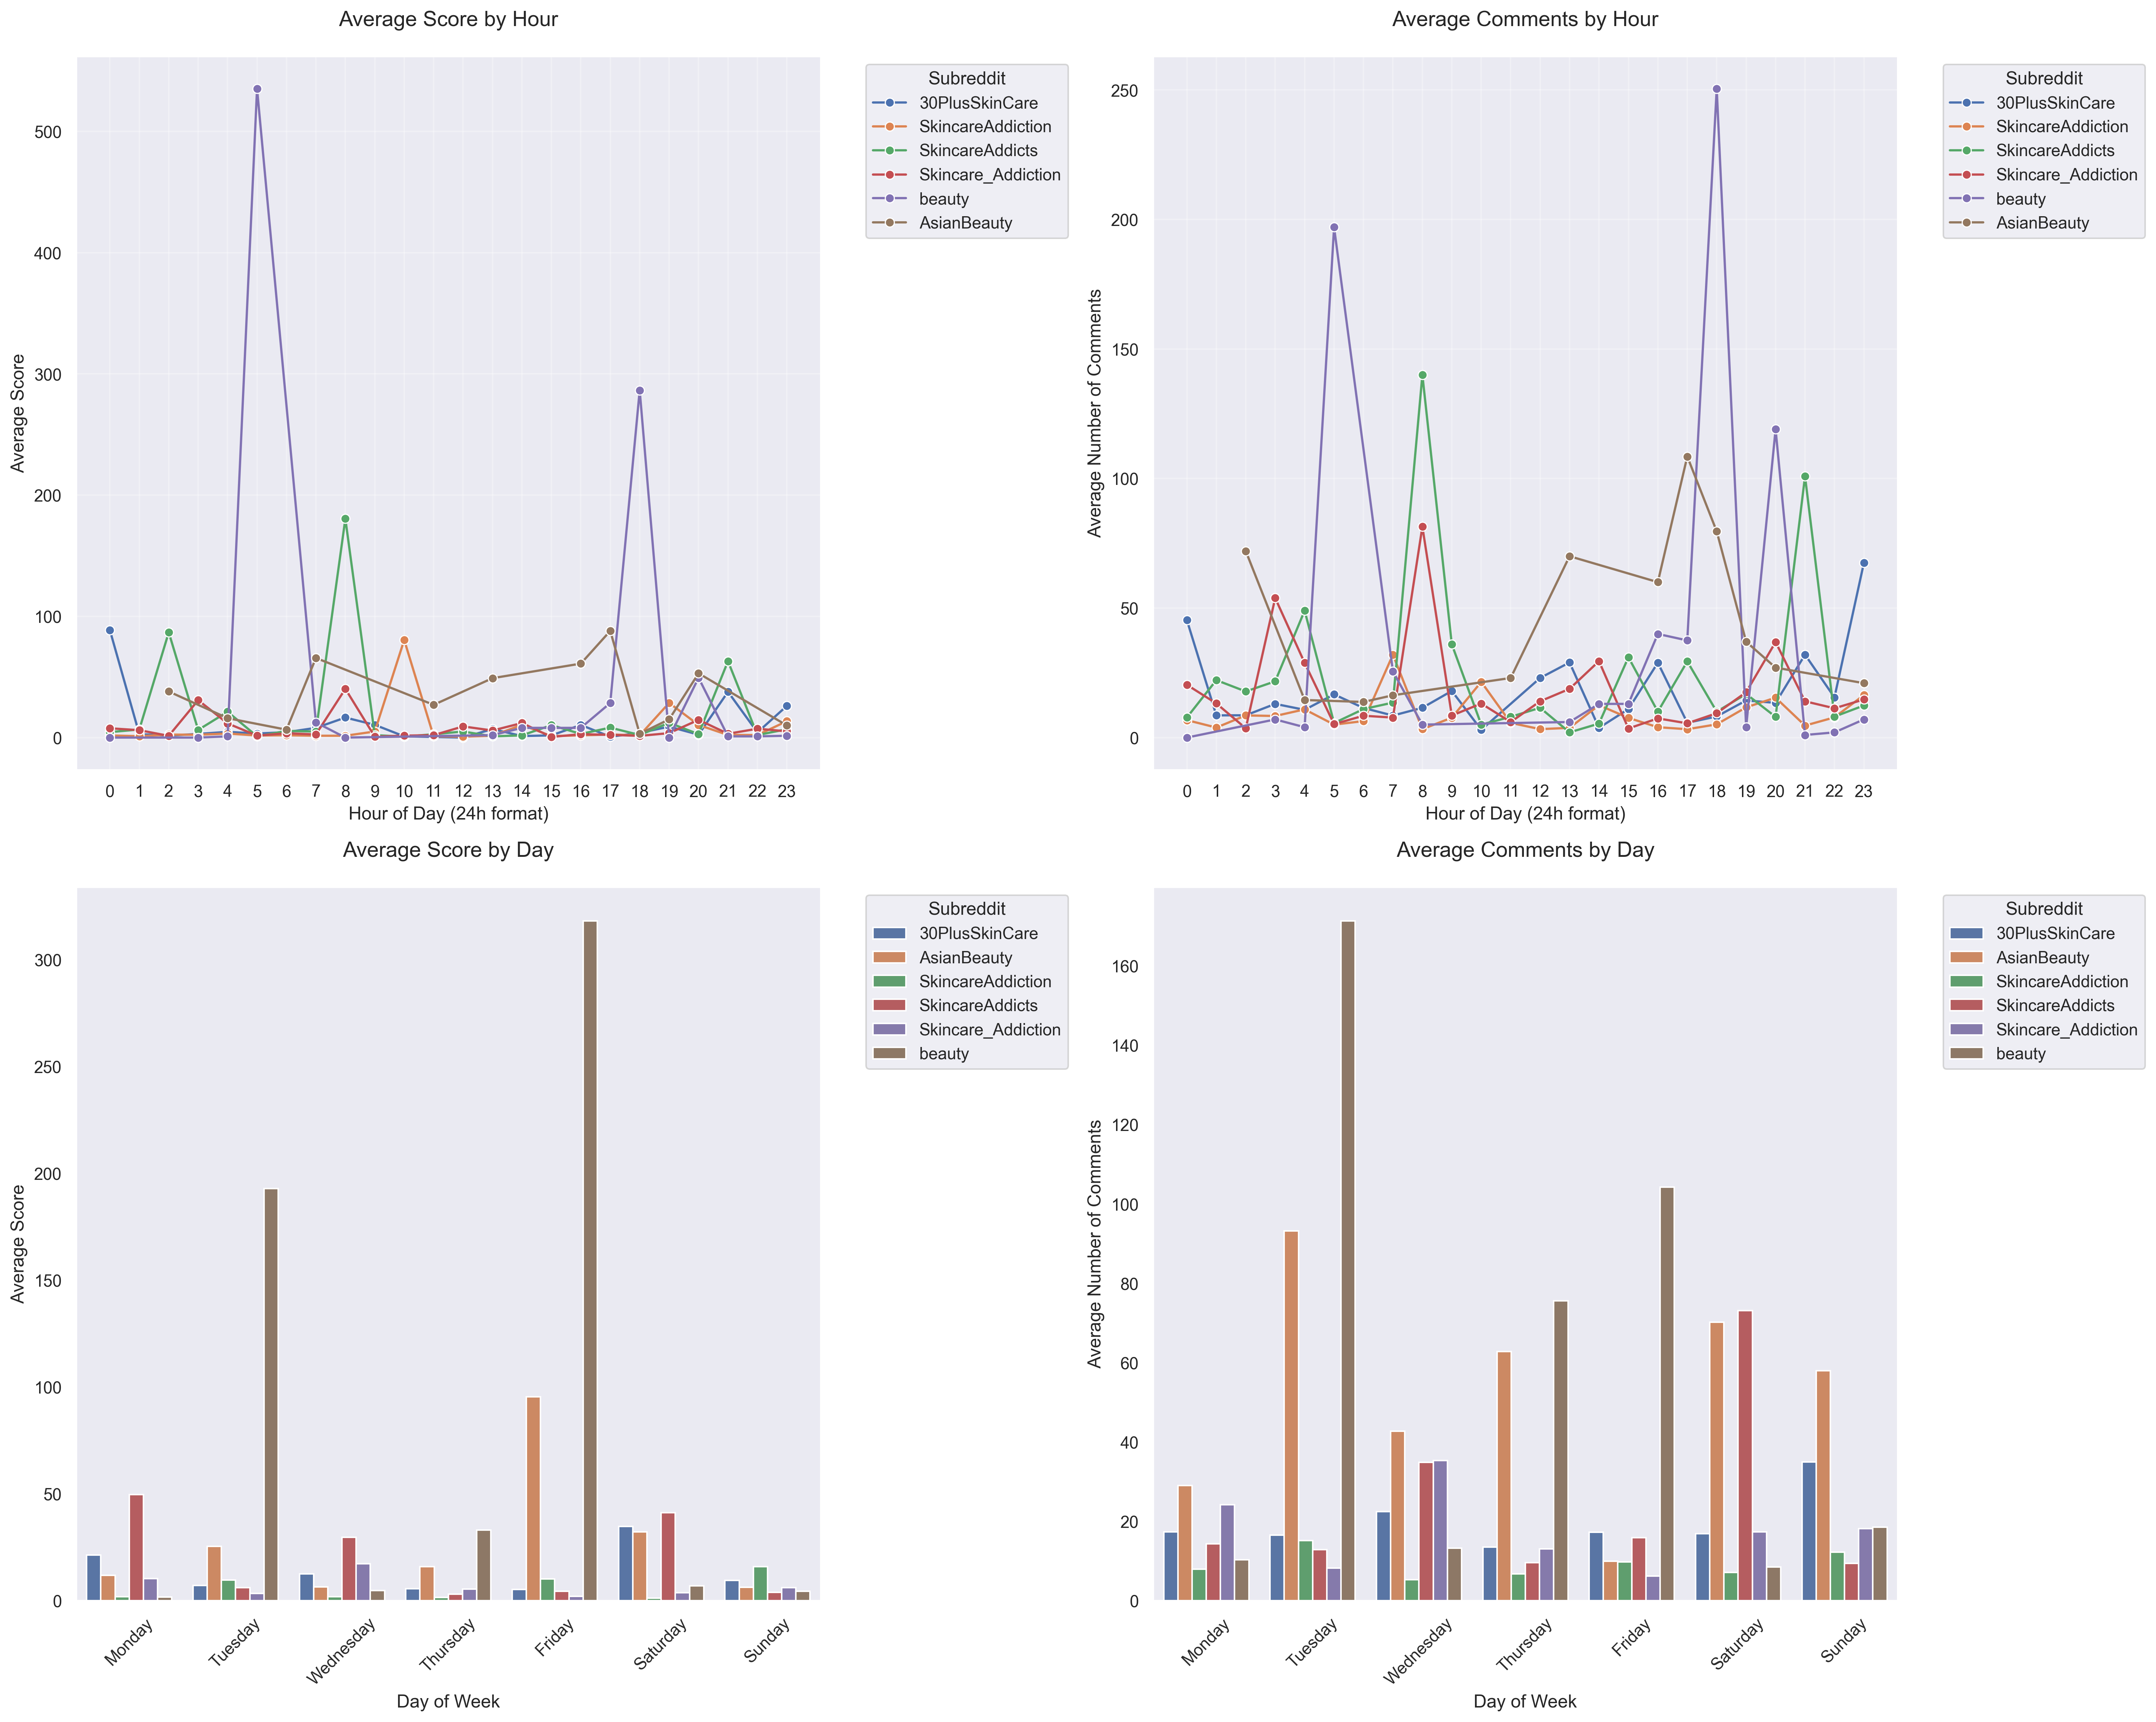 Average Score by Hour
Average Score
500
400
300
200
100
0
0 1 2 3 4 5 6 7 8 9 10 11 12 13 14 15 16 17 18 19 20 21 22 23
Hour of Day (24h format)
Subreddit
30PlusSkinCare
SkincareAddiction
SkincareAddicts
Skincare_Addiction
beauty
AsianBeauty
Average Comments by Hour
Average Number of Comments
250
200
150
100
50
0
0 1 2 3 4 5 6 7 8 9 10 11 12 13 14 15 16 17 18 19 20 21 22 23
Hour of Day (24h format)
Subreddit
30PlusSkinCare
SkincareAddiction
SkincareAddicts
Skincare_Addiction
beauty
AsianBeauty
Average Score by Day
Average Score
300
250
200
150
100
50
0
Monday Tuesday Wednesday Thursday Friday Saturday Sunday
Day of Week
Subreddit
30PlusSkinCare
AsianBeauty
SkincareAddiction
SkincareAddicts
Skincare_Addiction
beauty
Average Comments by Day
Average Number of Comments
160
140
120
100
80
60
40
20
0
Monday Tuesday Wednesday Thursday Friday Saturday Sunday
Day of Week
Subreddit
30PlusSkinCare
AsianBeauty
SkincareAddiction
SkincareAddicts
Skincare_Addiction
beauty